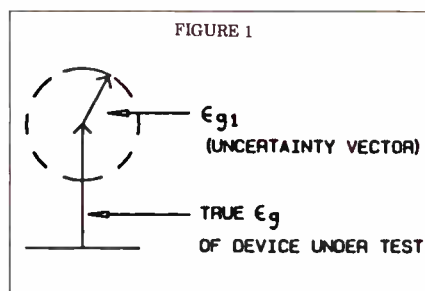 FIGURE 1
ϵg1
(UNCERTAINTY VECTOR)
TRUE ϵg
OF DEVICE UNDER TEST